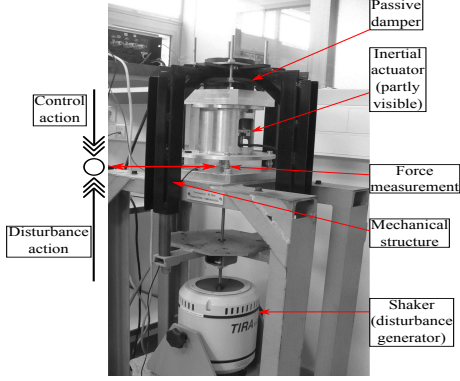 Passive
damper
Inertial
actuator
(partly
visible)
Control
action
Force
measurement
Disturbance
action
Mechanical
structure
Shaker
(disturbance
generator)
TIRA